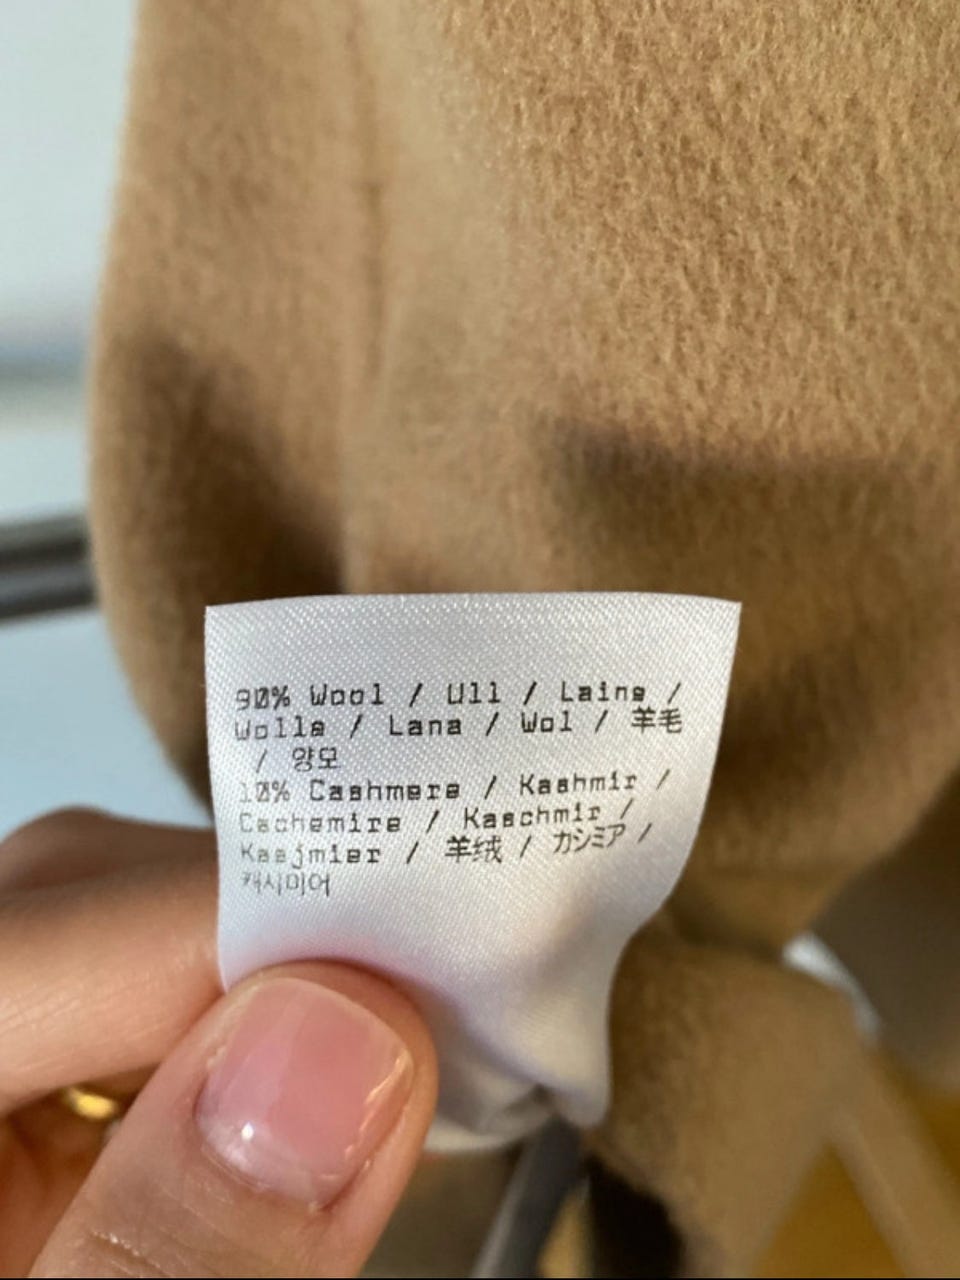 90% Wool / Ull / Laine /
Wolle / Lana / Wol / 羊毛
/ 양모
10% Cashmere / Kashmir /
Cachemire / Kaschmir /
Kasjmier / 羊绒 / カシミア /
캐시미어